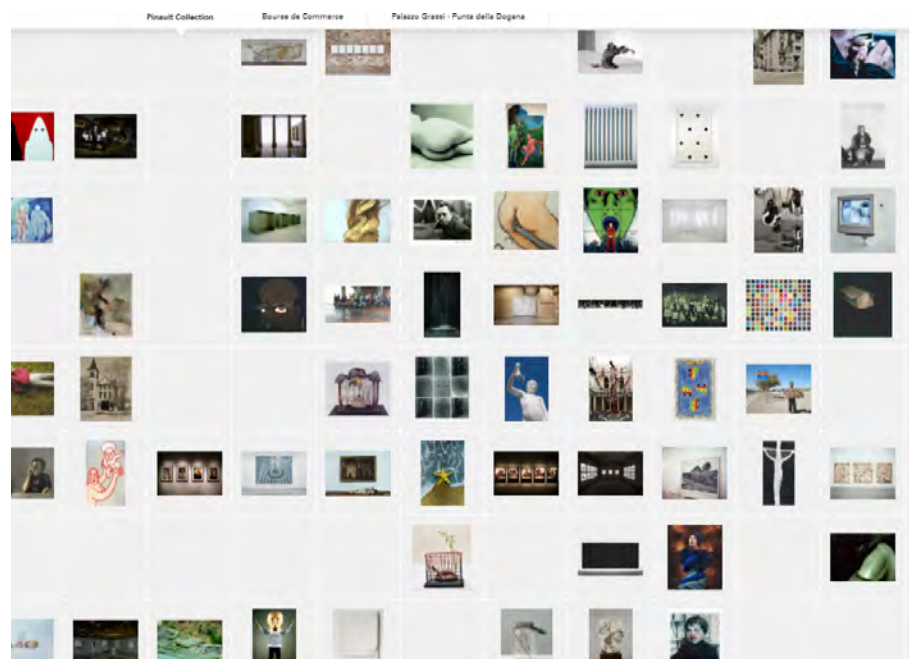 Pinault Collection
Bourse de Commerce
Palazzo Grassi - Punta della Dogana